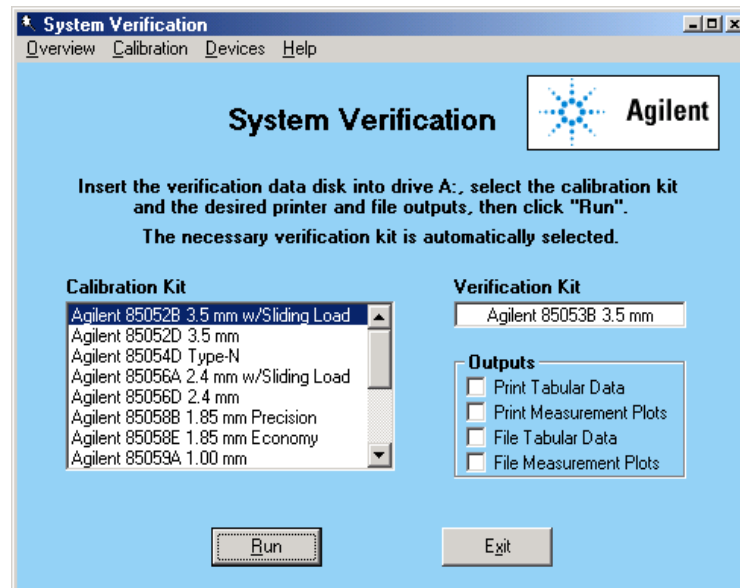 System Verification
Overview Calibration Devices Help
System Verification
Agilent
Insert the verification data disk into drive A:, select the calibration kit
and the desired printer and file outputs, then click "Run".
The necessary verification kit is automatically selected.
Calibration Kit
Agilent 85052B 3.5 mm w/Sliding Load
Agilent 85052D 3.5 mm
Agilent 85054D Type-N
Agilent 85056A 2.4 mm w/Sliding Load
Agilent 85056D 2.4 mm
Agilent 85058B 1.85 mm Precision
Agilent 85058E 1.85 mm Economy
Agilent 85059A 1.00 mm
Verification Kit
Agilent 85053B 3.5 mm
Outputs
Print Tabular Data
Print Measurement Plots
File Tabular Data
File Measurement Plots
Run
Exit